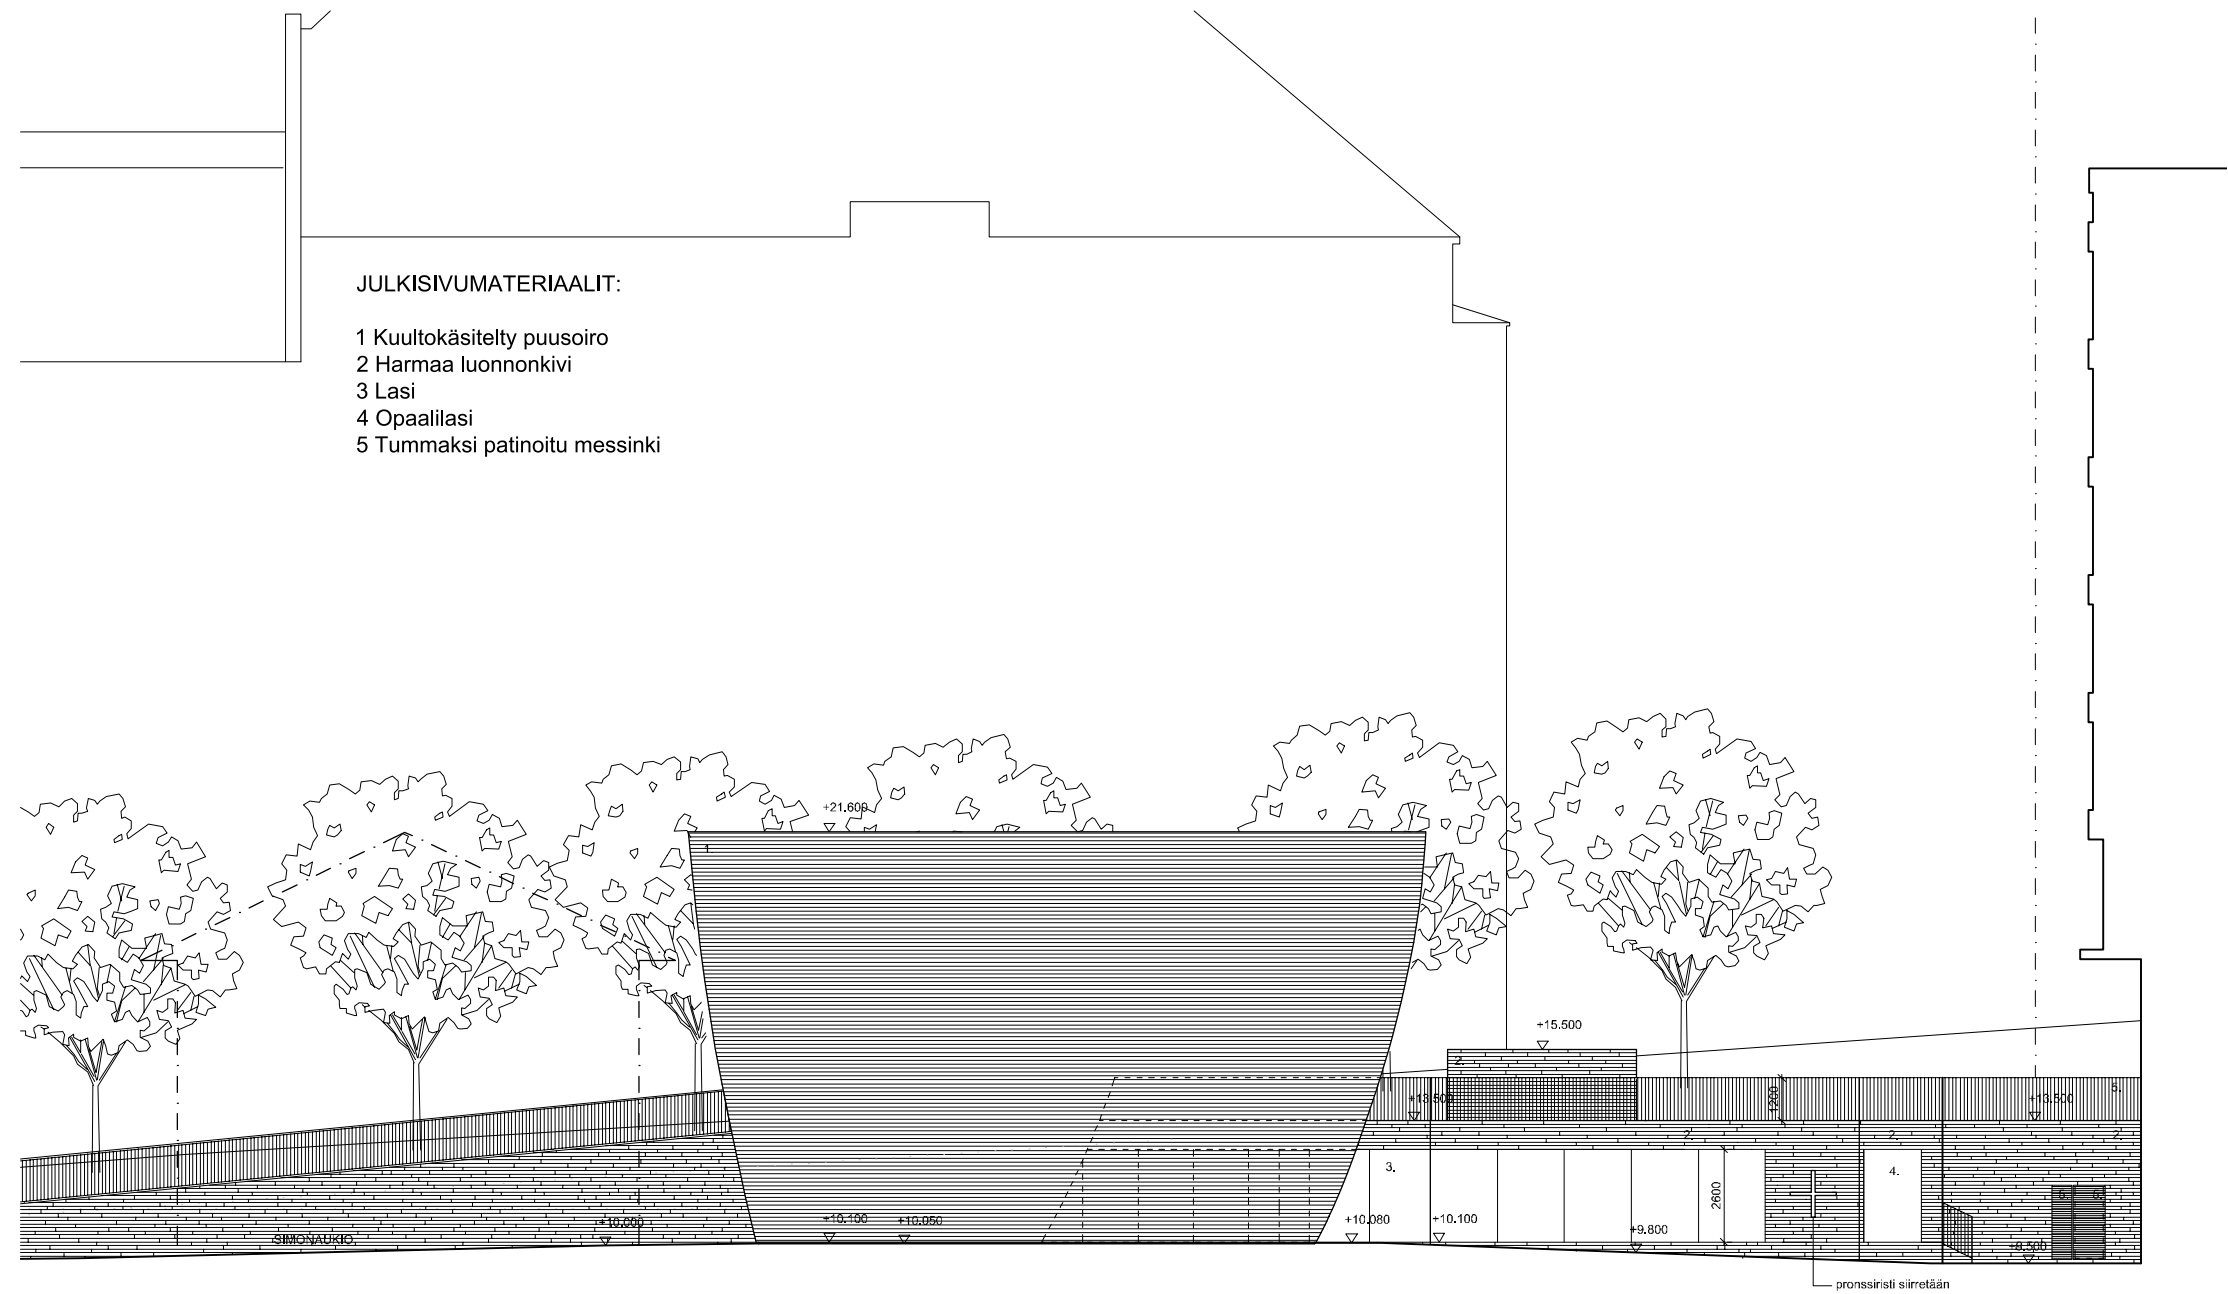 JULKISIVUMATERIAALIT:
1 Kuultokäsitelty puusoiro
2 Harmaa luonnonkivi
3 Lasi
4 Opaalilasi
5 Tummaksi patinoitu messinki
+21.600
1.
+15.500
2.
5.
+13.500
1200
+13.500
2.
2.
2.
3.
4.
2600
5.
5.
+10.000
+10.100
+10.050
+10.080
+10.100
+9.800
SIMONAUKIO
pronssiristi siirretään